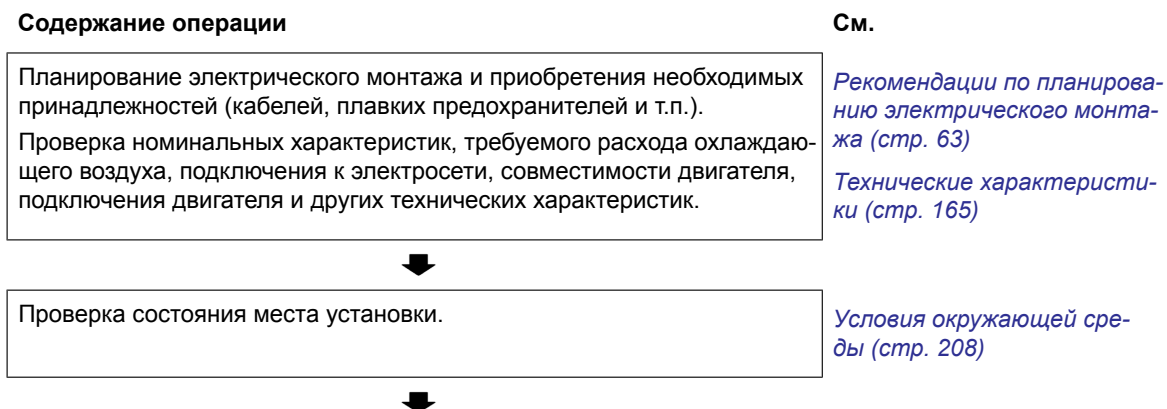 Содержание операции
См.
Планирование электрического монтажа и приобретения необходимых
принадлежностей (кабелей, плавких предохранителей и т.п.).
Проверка номинальных характеристик, требуемого расхода охлаждаю-
щего воздуха, подключения к электросети, совместимости двигателя,
подключения двигателя и других технических характеристик.
Рекомендации по планирова-
нию электрического монта-
жа (стр. 63)
Технические характеристи-
ки (стр. 165)
Проверка состояния места установки.
Условия окружающей сре-
ды (стр. 208)